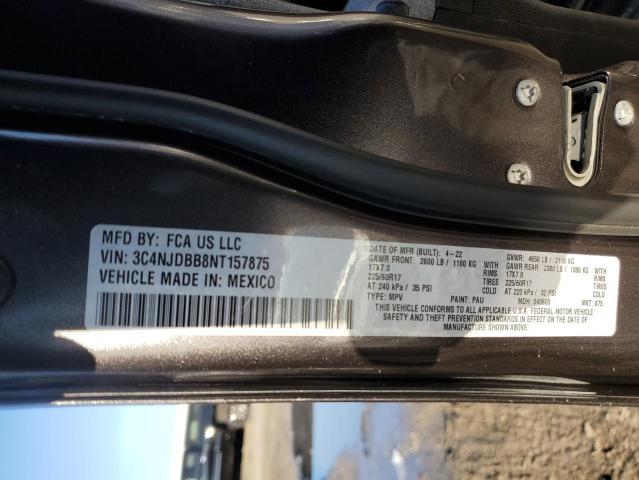 MFD BY: FCA US LLC
VIN: 3C4NJDBB8NT157875
VEHICLE MADE IN: MEXICO
DATE OF MFR (BUILT): 4-22
GAWR FRONT: 2600 LB / 1180 KG
17X7.0 RIMS
225/60R17 TIRES
AT 240 kPa / 35 PSI COLD
TYPE: MPV
PAINT: PAU
GVWR: 4650 LB / 2110 KG
GAWR REAR: 2380 LB / 1080 KG
17X7.0 RIMS
225/60R17 TIRES
AT 220 kPa / 32 PSI COLD
MDH: 040608
VNT: 875
THIS VEHICLE CONFORMS TO ALL APPLICABLE U.S.A. FEDERAL MOTOR VEHICLE
SAFETY AND THEFT PREVENTION STANDARDS IN EFFECT ON THE DATE OF
MANUFACTURE SHOWN ABOVE.